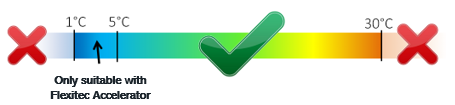 1°C 5°C 30°C
Only suitable with
Flexitec Accelerator